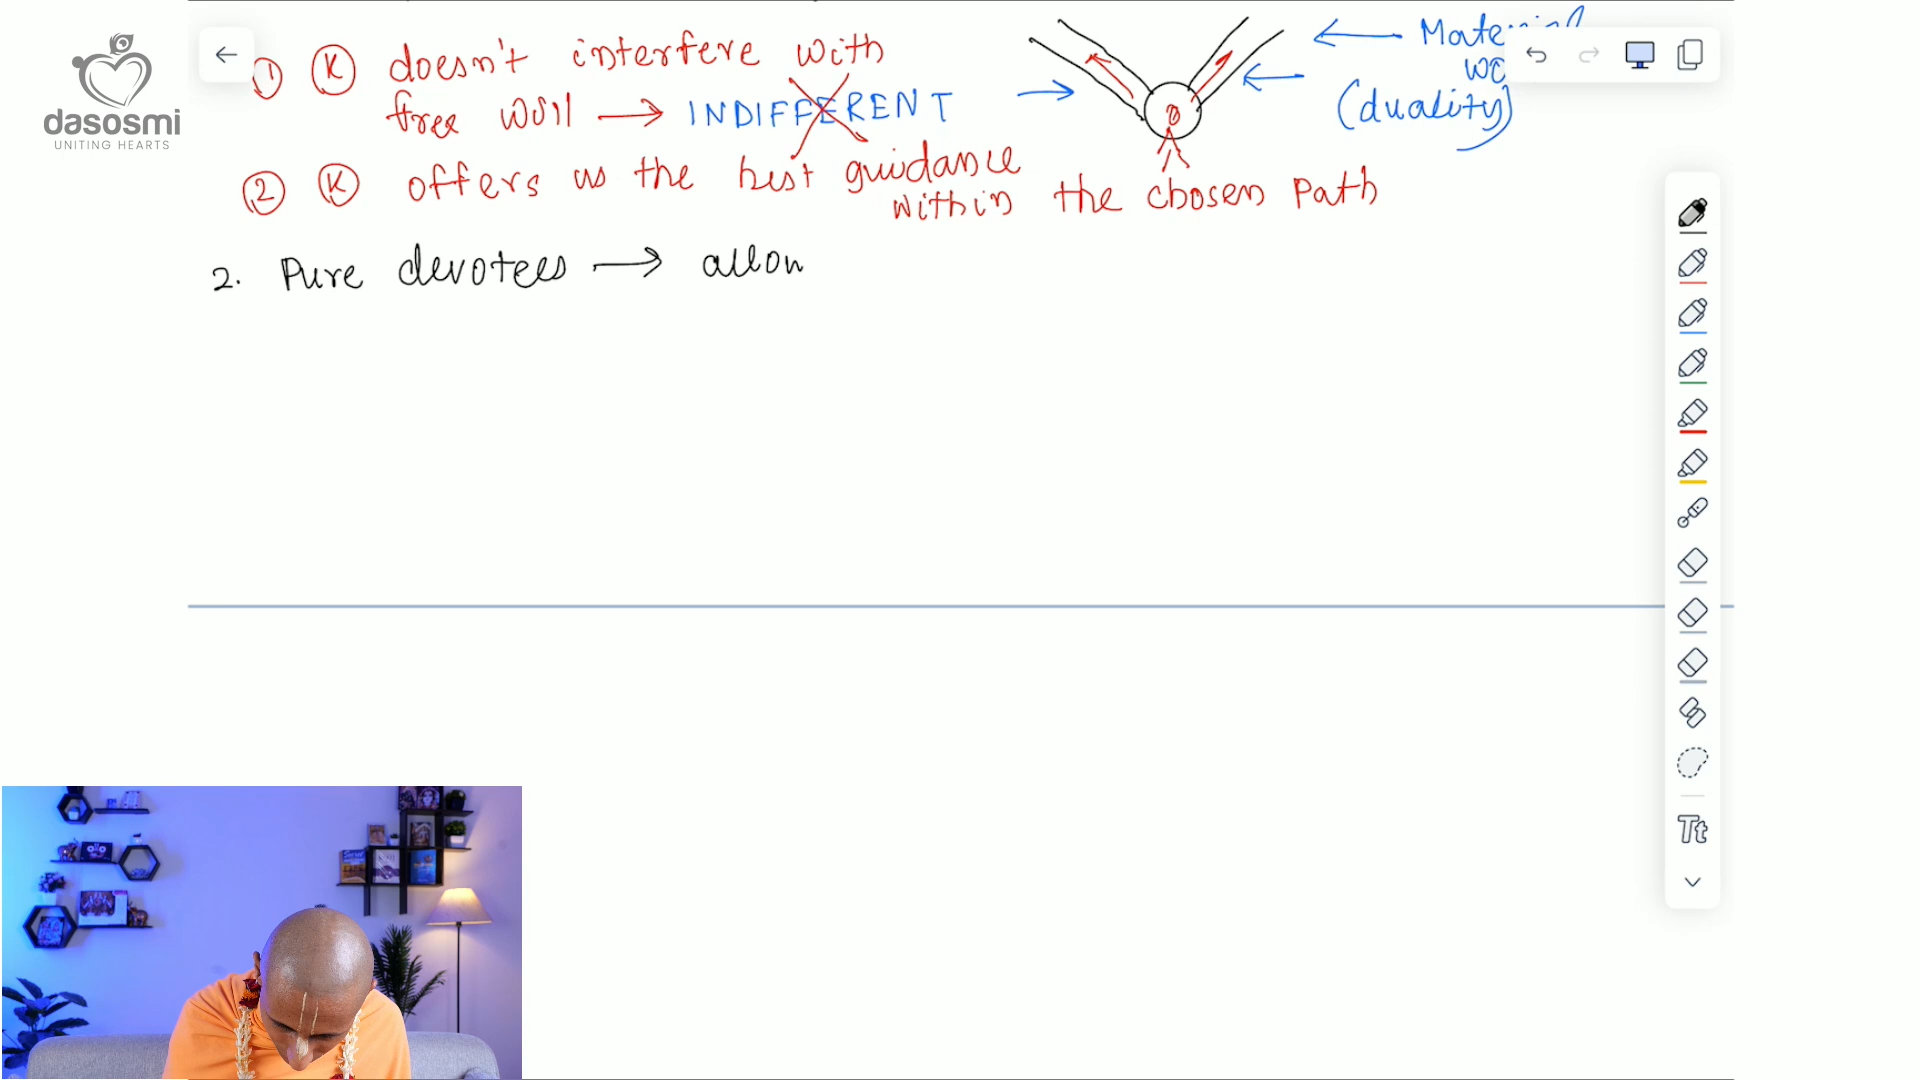 dasosmi
UNITING HEARTS
① Ⓚ doesn't interfere with
free will → INDIFFERENT
② Ⓚ offers us the best guidance
within the chosen path
← Material
(duality)
2. Pure devotees → allow
Tt